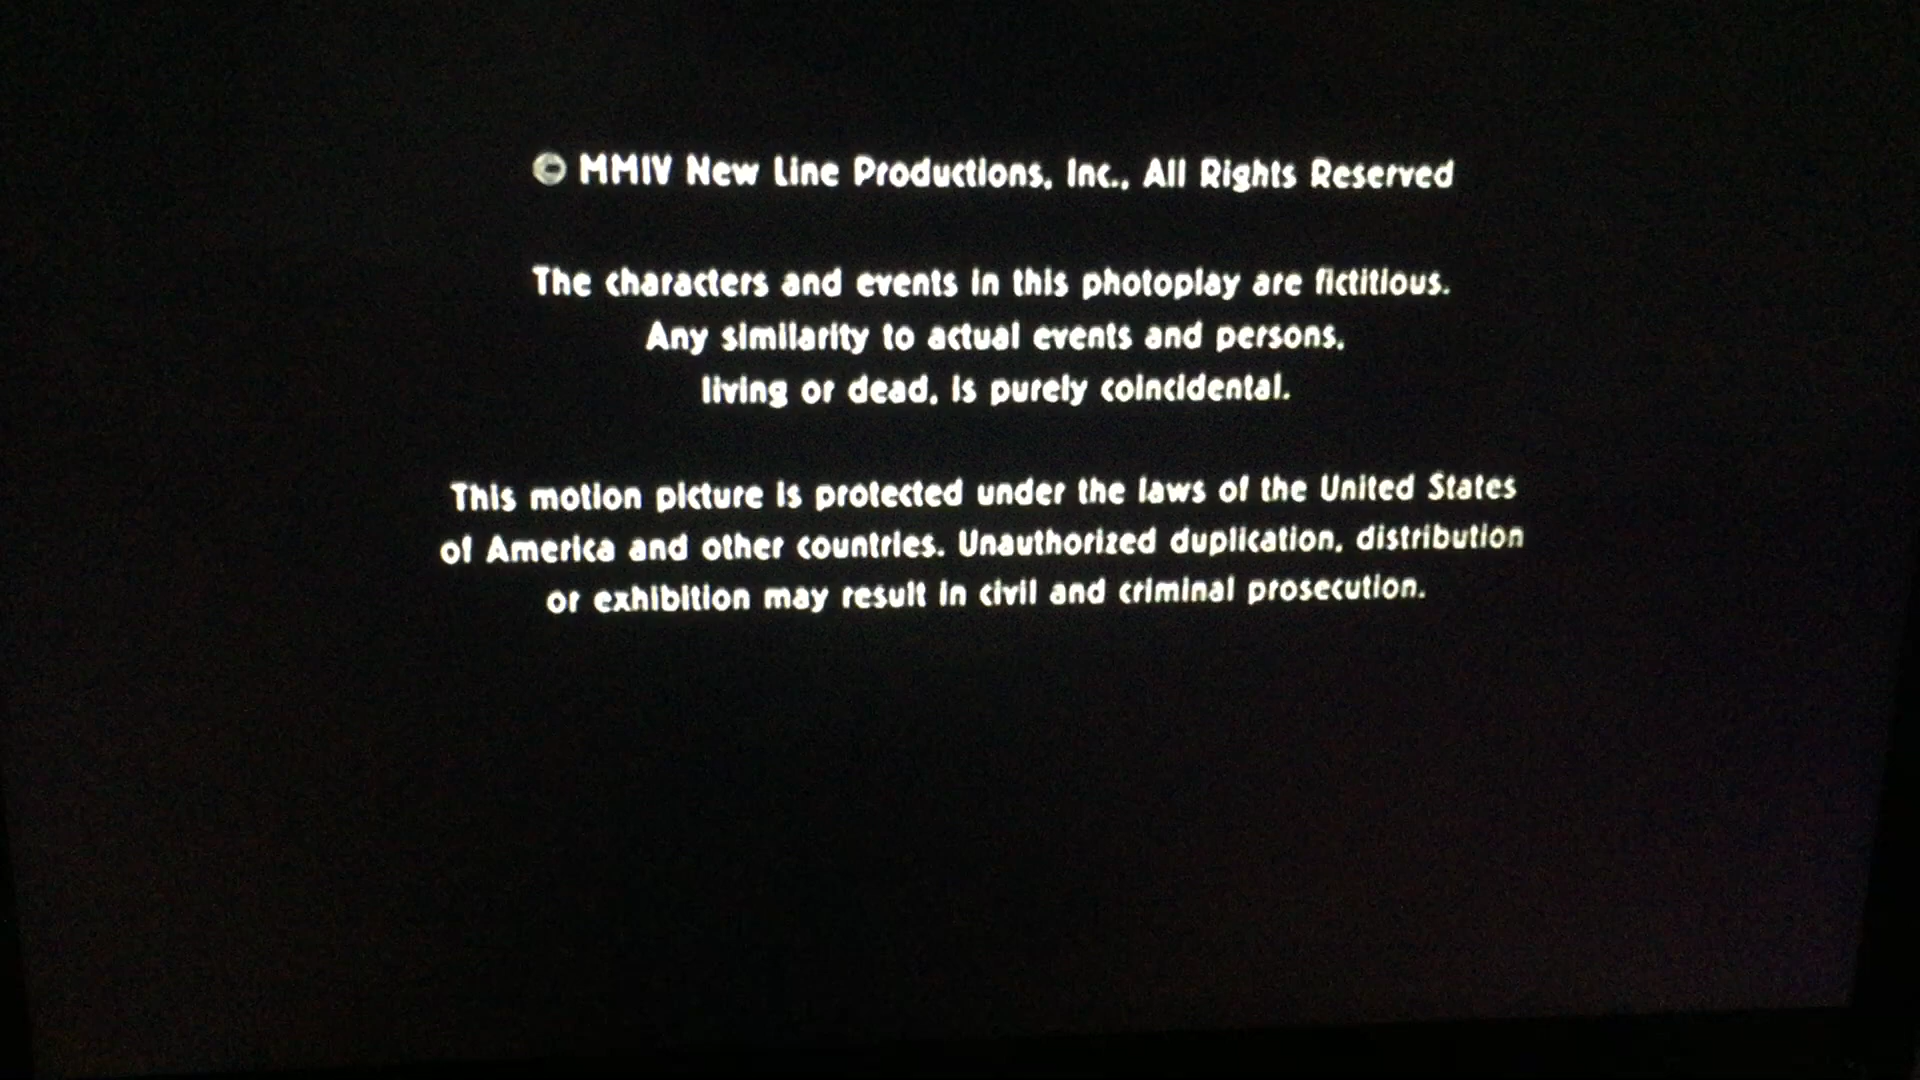 © MMIV New Line Productions, Inc., All Rights Reserved
The characters and events in this photoplay are fictitious.
Any similarity to actual events and persons,
living or dead, is purely coincidental.
This motion picture is protected under the laws of the United States
of America and other countries. Unauthorized duplication, distribution
or exhibition may result in civil and criminal prosecution.